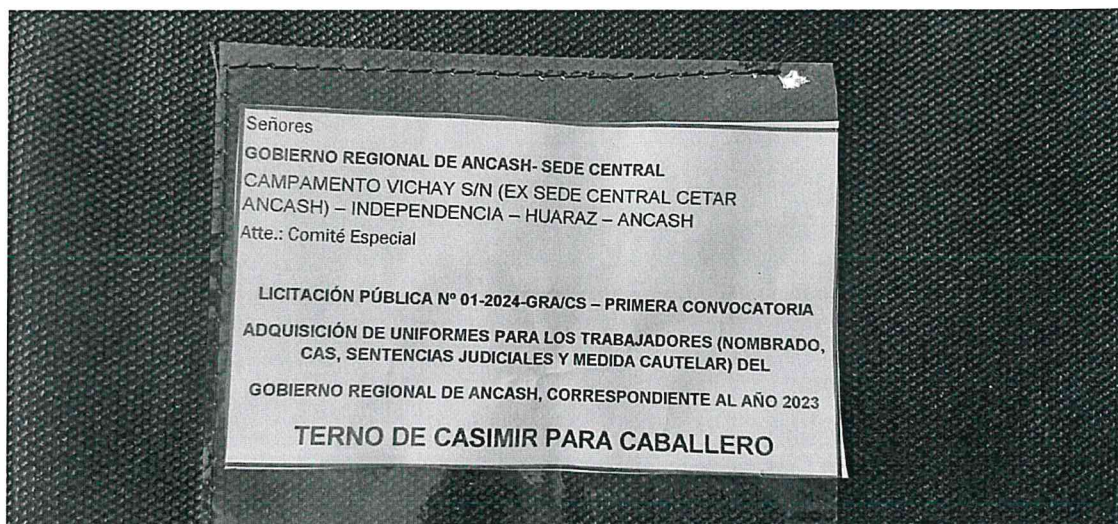 Señores
GOBIERNO REGIONAL DE ANCASH- SEDE CENTRAL
CAMPAMENTO VICHAY S/N (EX SEDE CENTRAL CETAR
ANCASH) – INDEPENDENCIA – HUARAZ – ANCASH
Atte.: Comité Especial
LICITACIÓN PÚBLICA Nº 01-2024-GRA/CS – PRIMERA CONVOCATORIA
ADQUISICIÓN DE UNIFORMES PARA LOS TRABAJADORES (NOMBRADO,
CAS, SENTENCIAS JUDICIALES Y MEDIDA CAUTELAR) DEL
GOBIERNO REGIONAL DE ANCASH, CORRESPONDIENTE AL AÑO 2023
TERNO DE CASIMIR PARA CABALLERO